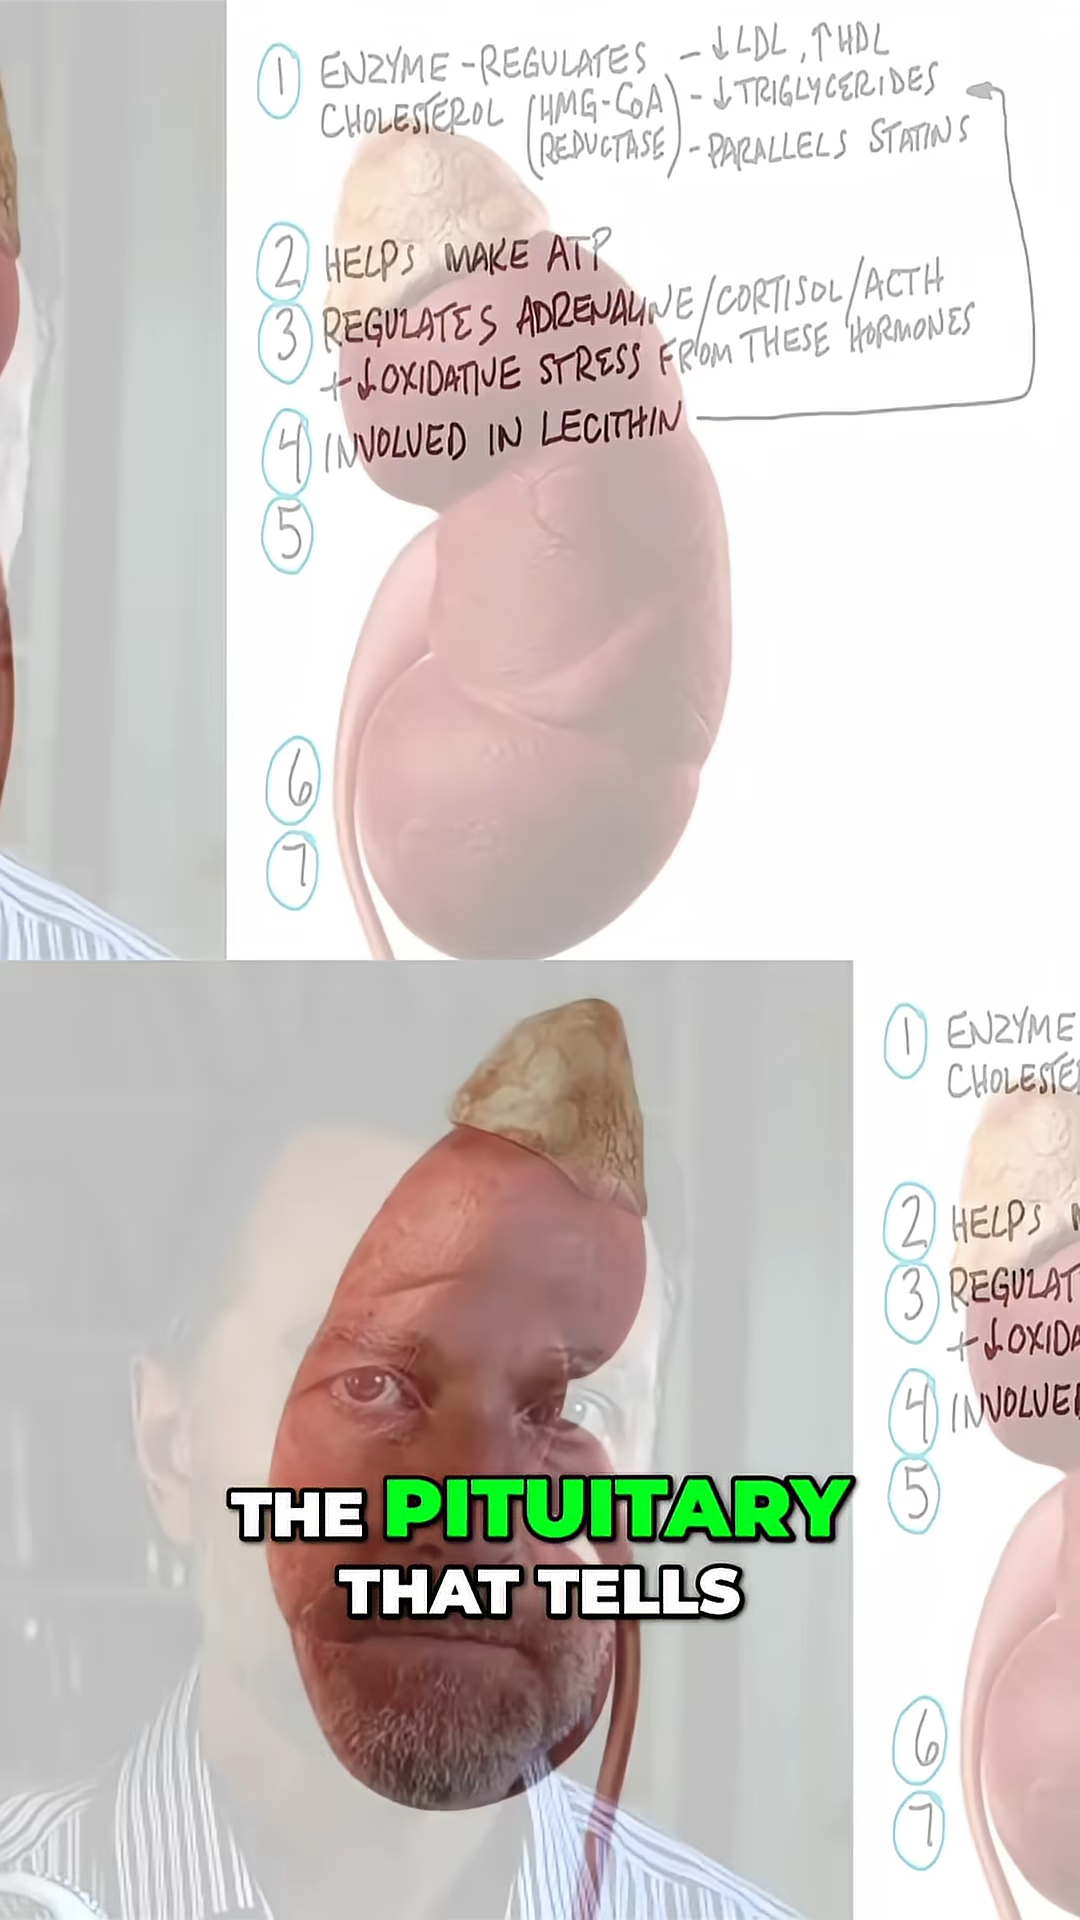 1 ENZYME-REGULATES - ↓LDL, ↑HDL
CHOLESTEROL (HMG-CoA REDUCTASE) - ↓TRIGLYCERIDES
- PARALLELS STATINS
2 HELPS MAKE ATP
3 REGULATES ADRENALINE/CORTISOL/ACTH
+ ↓OXIDATIVE STRESS FROM THESE HORMONES
4 INVOLVED IN LECITHIN
5
6
7
THE PITUITARY
THAT TELLS
1 ENZYME
CHOLESTE
2 HELPS
3 REGULAT
+ ↓OXIDA
4 INVOLVE
5
6
7